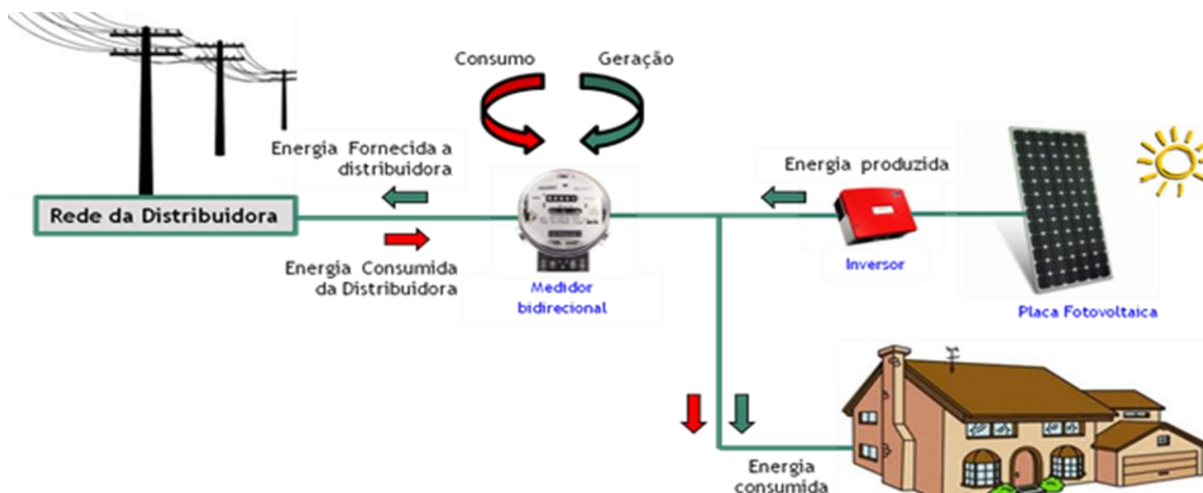 Consumo
Geração
Energia Fornecida a
distribuidora
Energia produzida
Rede da Distribuidora
Energia Consumida
da Distribuidora
Medidor
bidirecional
Inversor
Placa Fotovoltaica
Energia
consumida